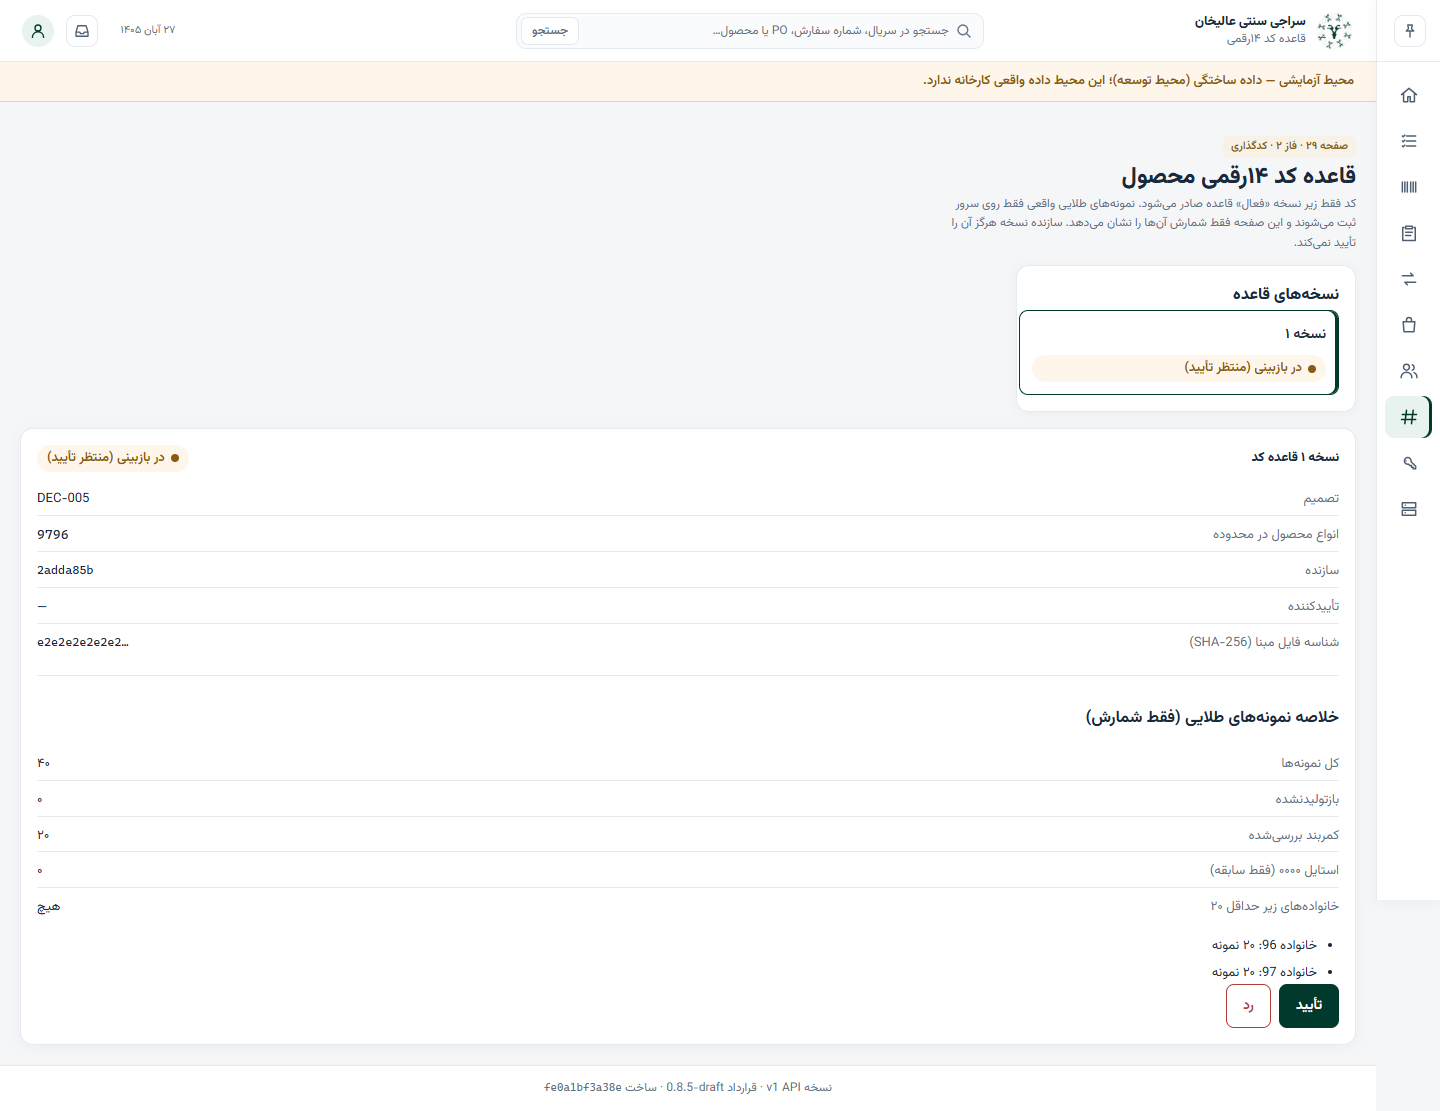 سراجی سنتی عالیخان
قاعده کد ۱۴رقمی
جستجو در سریال، شماره سفارش، PO یا محصول...
جستجو
۲۷ آبان ۱۴۰۵
محیط آزمایشی — داده ساختگی (محیط توسعه)؛ این محیط داده واقعی کارخانه ندارد.
صفحه ۲۹ · فاز ۲ · کدگذاری
قاعده کد ۱۴رقمی محصول
کد فقط زیر نسخه «فعال» قاعده صادر می‌شود. نمونه‌های طلایی واقعی فقط روی سرور
ثبت می‌شوند و این صفحه فقط شمارش آن‌ها را نشان می‌دهد. سازنده نسخه هرگز آن را
تأیید نمی‌کند.
نسخه‌های قاعده
نسخه ۱
در بازبینی (منتظر تأیید)
نسخه ۱ قاعده کد
در بازبینی (منتظر تأیید)
تصمیم
DEC-005
انواع محصول در محدوده
9796
سازنده
2adda85b
تأییدکننده
—
شناسه فایل مبنا (SHA-256)
e2e2e2e2e2e2…
خلاصه نمونه‌های طلایی (فقط شمارش)
کل نمونه‌ها
۴۰
بازتولیدنشده
۰
کمربند بررسی‌شده
۲۰
استایل ۰۰۰۰ (فقط سابقه)
۰
خانواده‌های زیر حداقل ۲۰
هیچ
خانواده 96: ۲۰ نمونه
خانواده 97: ۲۰ نمونه
تأیید
رد
نسخه v1 API · قرارداد 0.8.5-draft · ساخت fe0a1bf3a38e